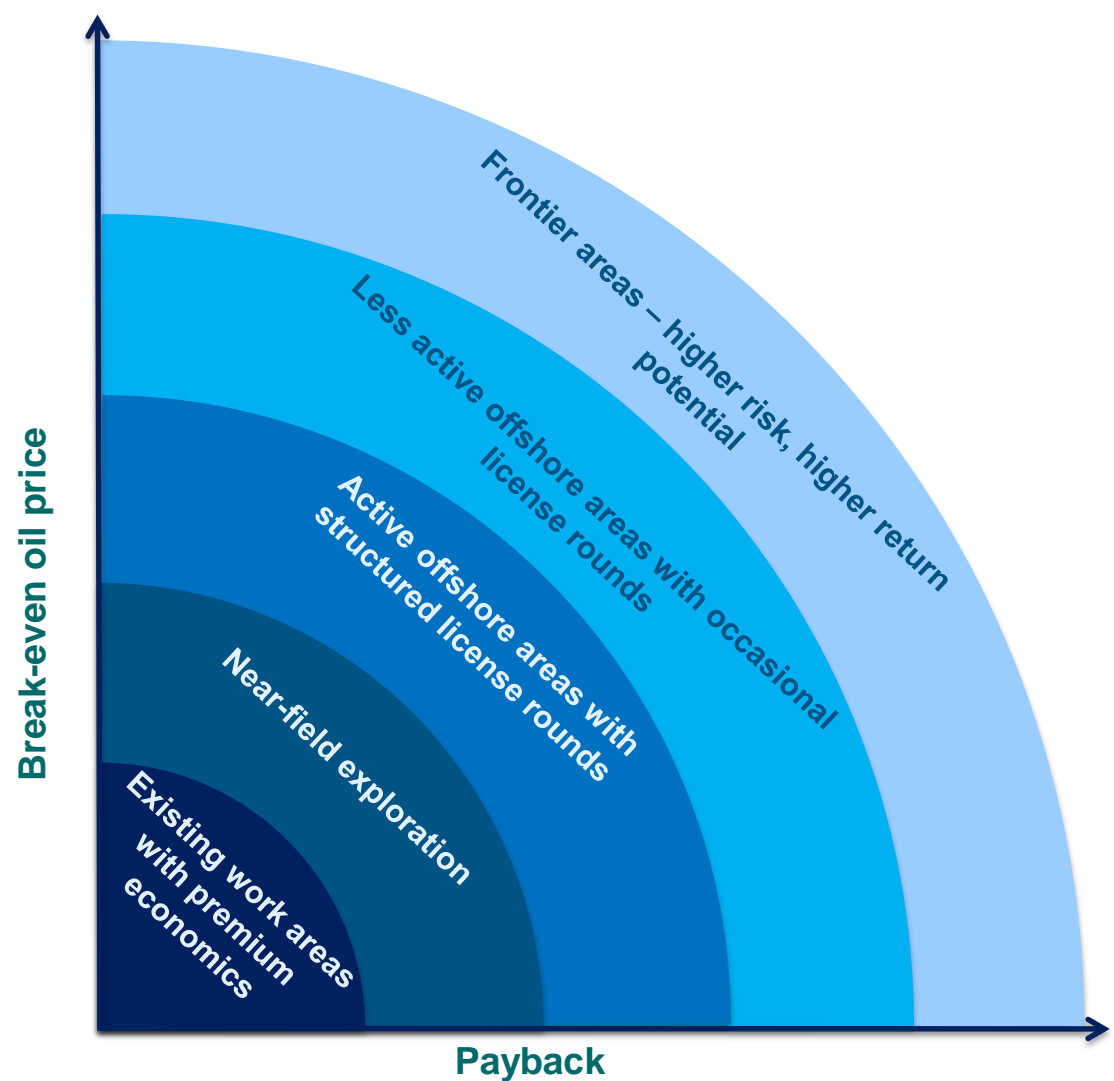 Frontier areas – higher risk, higher return
potential
Less active offshore areas with occasional
license rounds
Active offshore areas with
structured license rounds
Near-field exploration
Existing work areas
with premium
economics
Break-even oil price
Payback